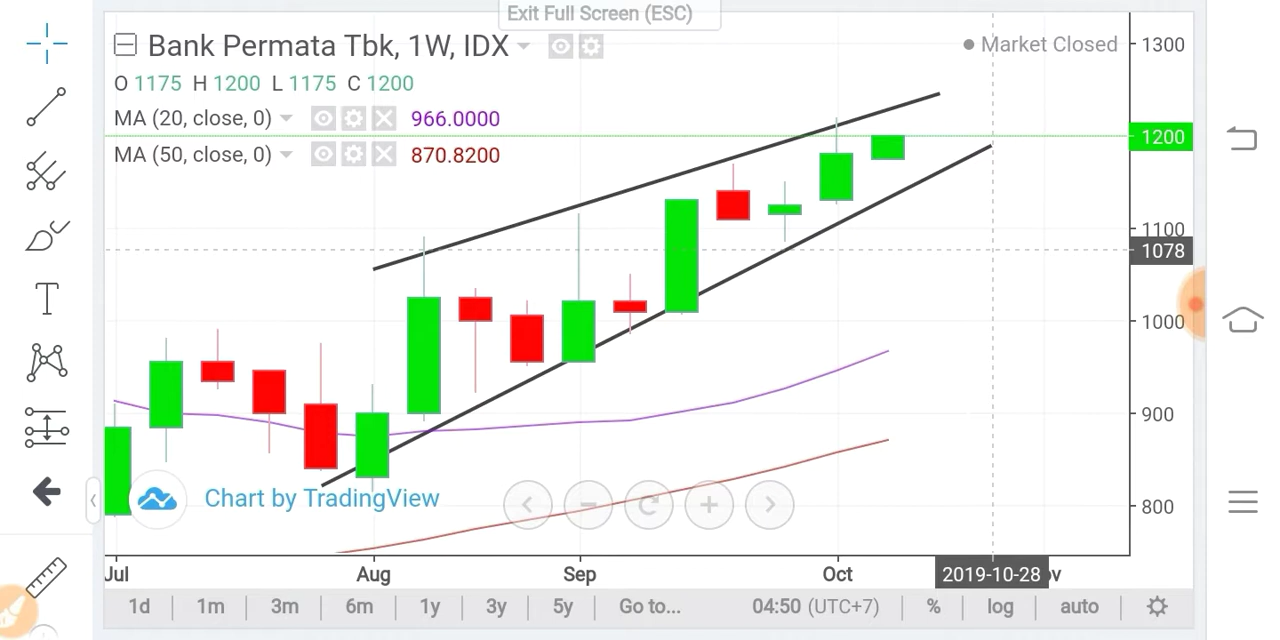 Exit Full Screen (ESC)
Bank Permata Tbk, 1W, IDX
Market Closed
O 1175 H 1200 L 1175 C 1200
MA (20, close, 0) 966.0000
MA (50, close, 0) 870.8200
1300
1200
1100
1078
1000
900
800
Chart by TradingView
Jul Aug Sep Oct 2019-10-28 ov
1d 1m 3m 6m 1y 3y 5y Go to... 04:50 (UTC+7) % log auto